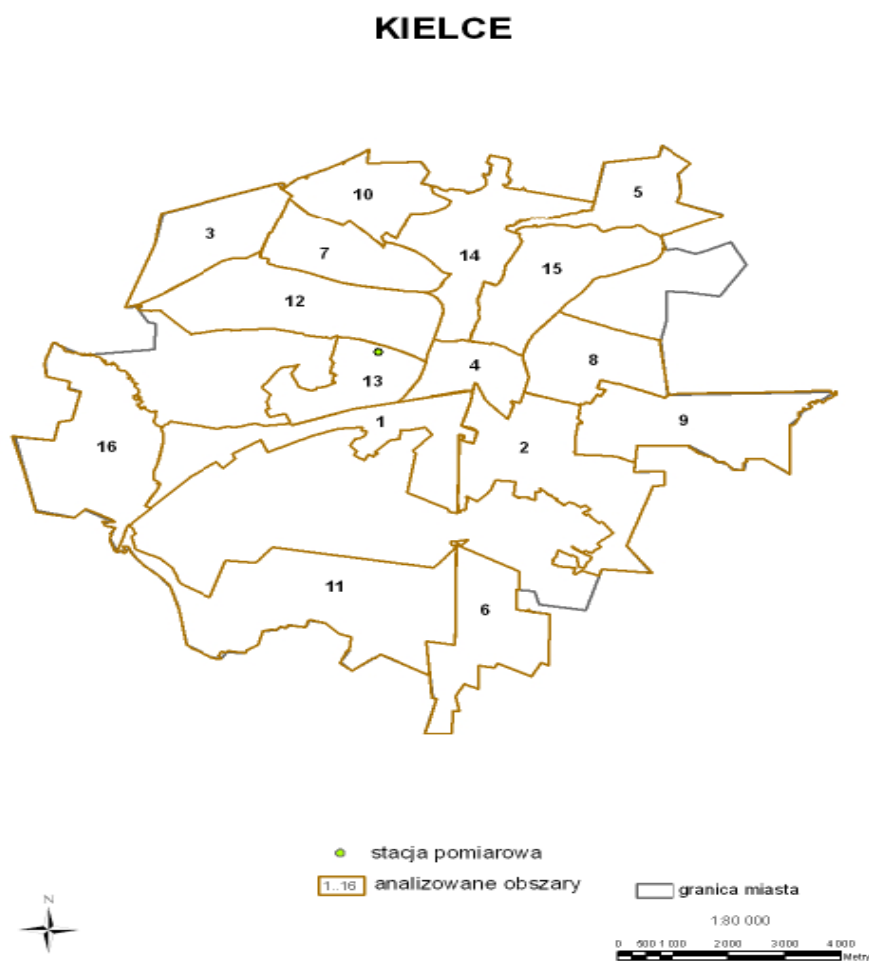 KIELCE
10
5
3
14
7
15
12
4
8
13
1
9
16
2
11
6
stacja pomiarowa
1..16 analizowane obszary
granica miasta
N
1:80 000
0 500 1 000 2 000 3 000 4 000
Metry